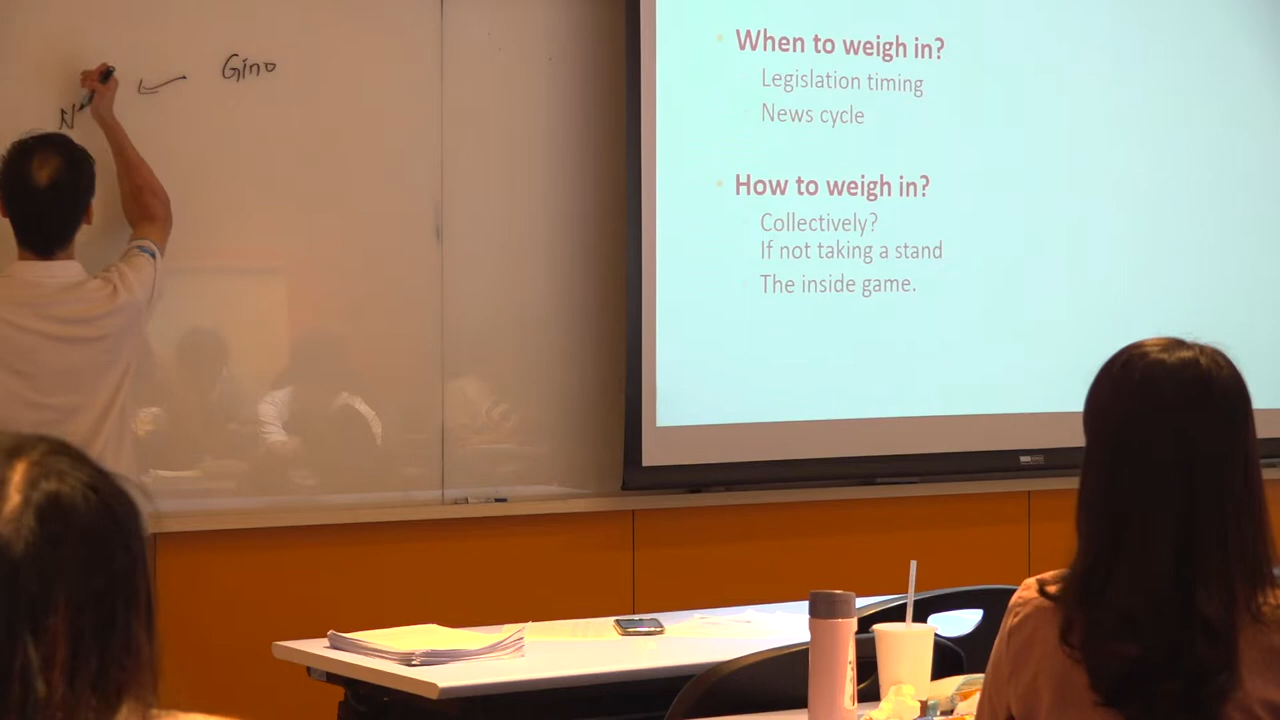 Gino
N
When to weigh in?
Legislation timing
News cycle
How to weigh in?
Collectively?
If not taking a stand
The inside game.